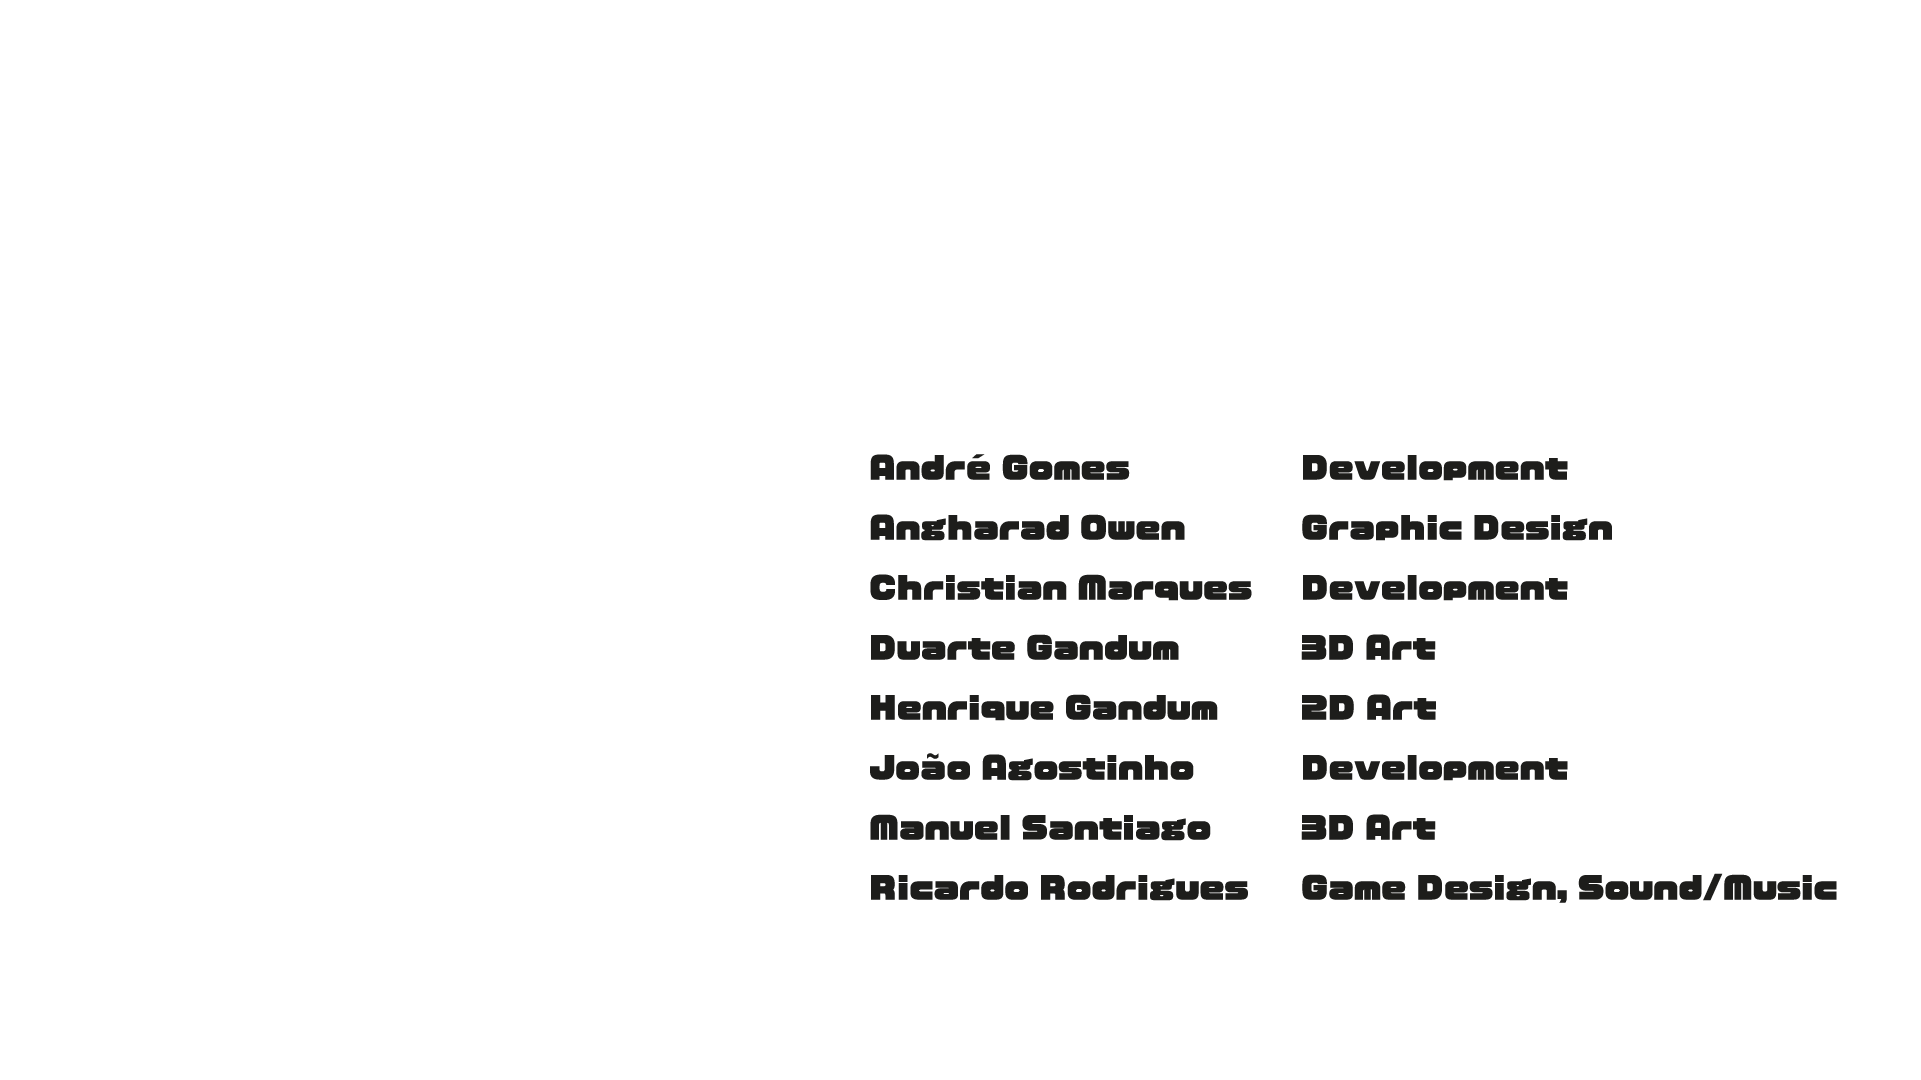 André Gomes Development
Angharad Owen Graphic Design
Christian Marques Development
Duarte Gandum 3D Art
Henrique Gandum 2D Art
João Agostinho Development
Manuel Santiago 3D Art
Ricardo Rodrigues Game Design, Sound/Music